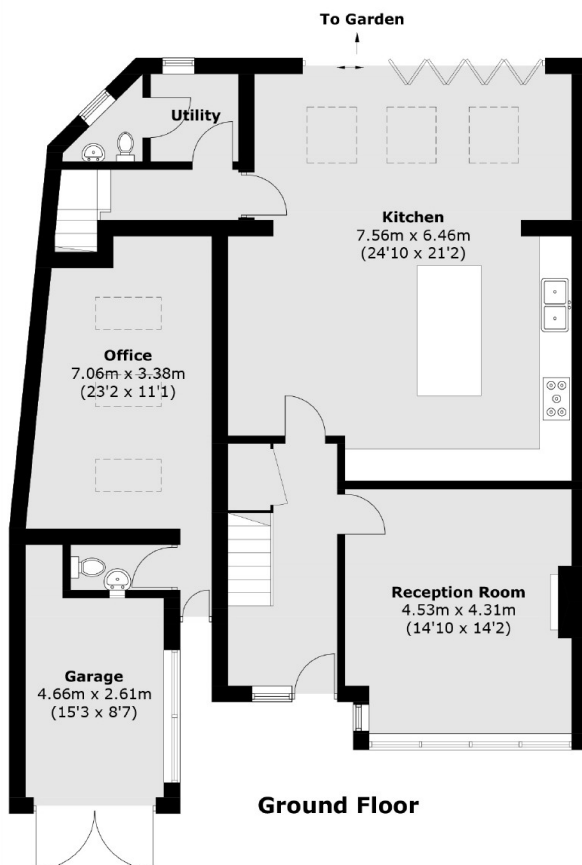 To Garden
Utility
Kitchen
7.56m x 6.46m
(24'10 x 21'2)
Office
7.06m x 3.38m
(23'2 x 11'1)
Reception Room
4.53m x 4.31m
(14'10 x 14'2)
Garage
4.66m x 2.61m
(15'3 x 8'7)
Ground Floor